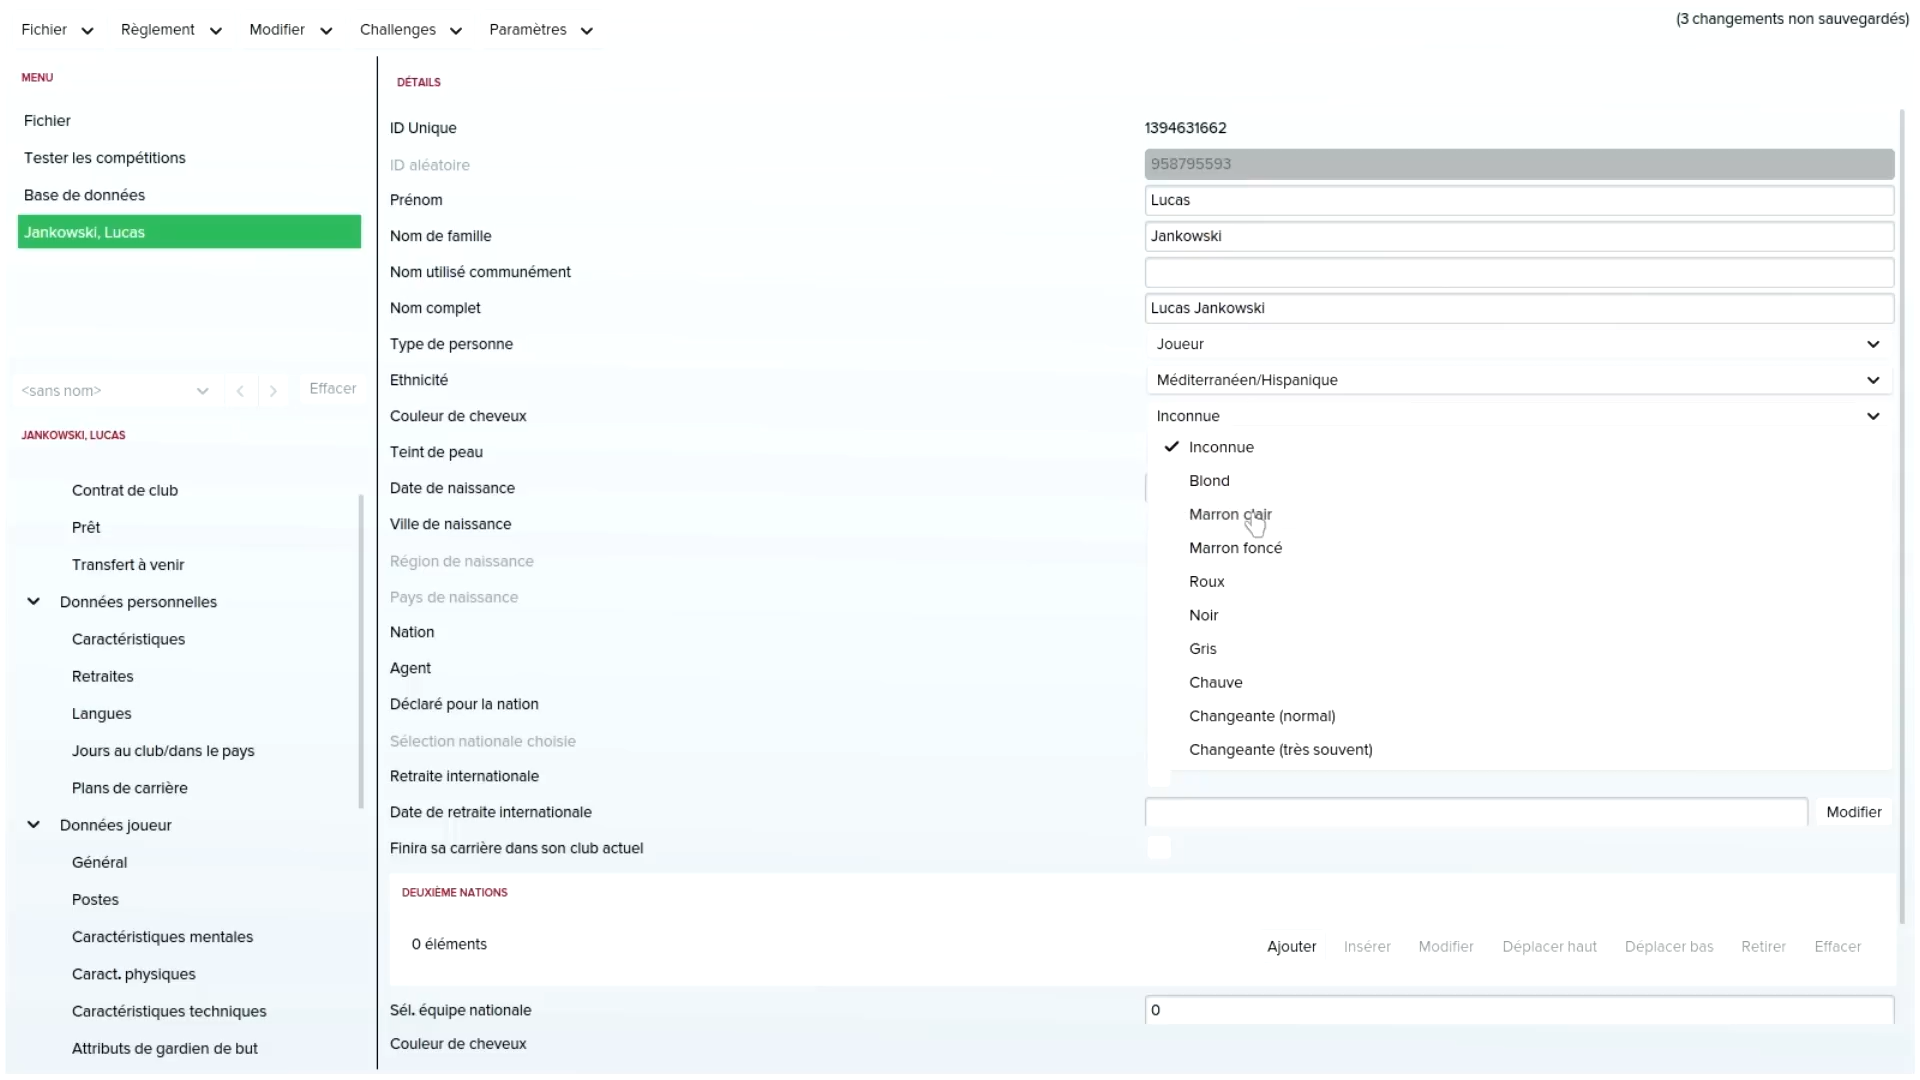 Fichier Règlement Modifier Challenges Paramètres
(3 changements non sauvegardés)
MENU
Fichier
Tester les compétitions
Base de données
Jankowski, Lucas
<sans nom> Effacer
JANKOWSKI, LUCAS
Contrat de club
Prêt
Transfert à venir
Données personnelles
Caractéristiques
Retraites
Langues
Jours au club/dans le pays
Plans de carrière
Données joueur
Général
Postes
Caractéristiques mentales
Caract. physiques
Caractéristiques techniques
Attributs de gardien de but
DÉTAILS
ID Unique 1394631662
ID aléatoire 958795593
Prénom Lucas
Nom de famille Jankowski
Nom utilisé communément
Nom complet Lucas Jankowski
Type de personne Joueur
Ethnicité Méditerranéen/Hispanique
Couleur de cheveux Inconnue
Teint de peau
Date de naissance
Ville de naissance
Région de naissance
Pays de naissance
Nation
Agent
Déclaré pour la nation
Sélection nationale choisie
Retraite internationale
Inconnue
Blond
Marron clair
Marron foncé
Roux
Noir
Gris
Chauve
Changeante (normal)
Changeante (très souvent)
Date de retraite internationale Modifier
Finira sa carrière dans son club actuel
DEUXIÈME NATIONS
0 éléments Ajouter Insérer Modifier Déplacer haut Déplacer bas Retirer Effacer
Sél. équipe nationale 0
Couleur de cheveux